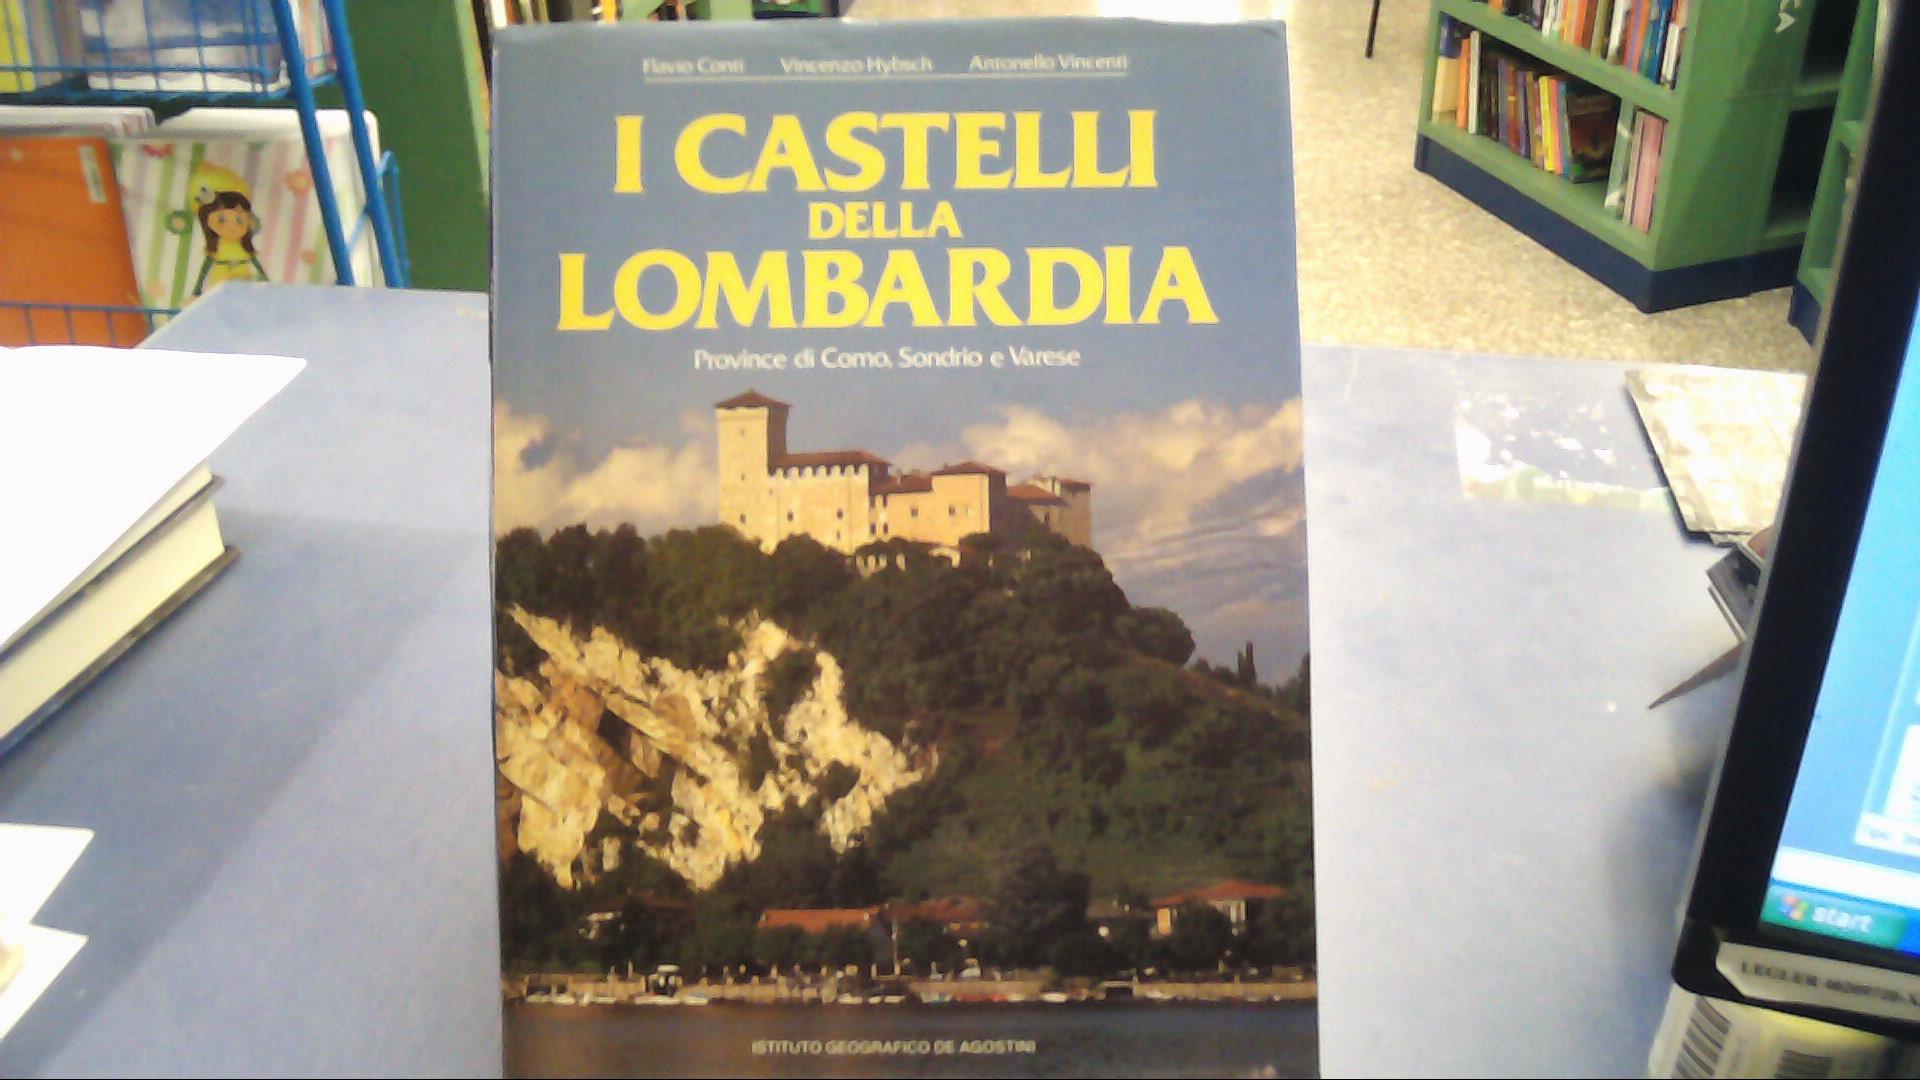 Flavio Conti Vincenzo Hybsch Antonello Vincenti
I CASTELLI
DELLA
LOMBARDIA
Province di Como, Sondrio e Varese
ISTITUTO GEOGRAFICO DE AGOSTINI
start
LEGLER